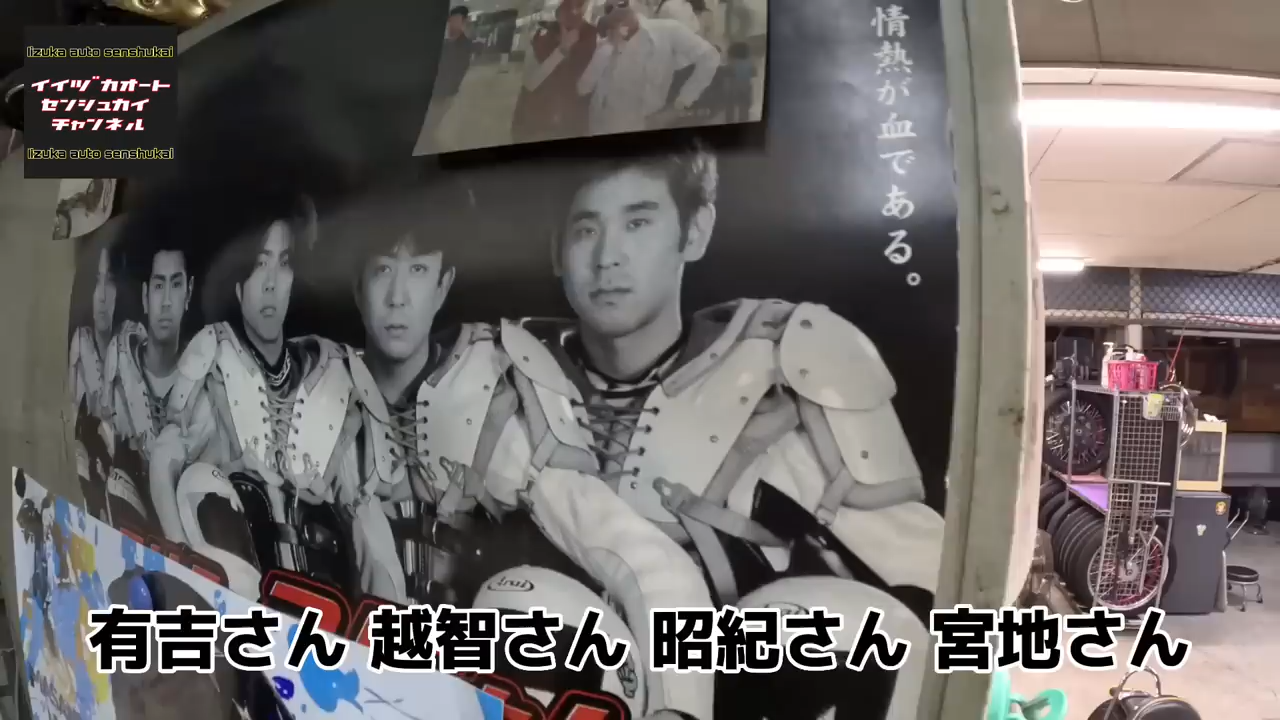 Iizuka auto senshukai
イイヅカオート
センシュカイ
チャンネル
Iizuka auto senshukai
情熱が血である。
Arai
有吉さん 越智さん 昭紀さん 宮地さん